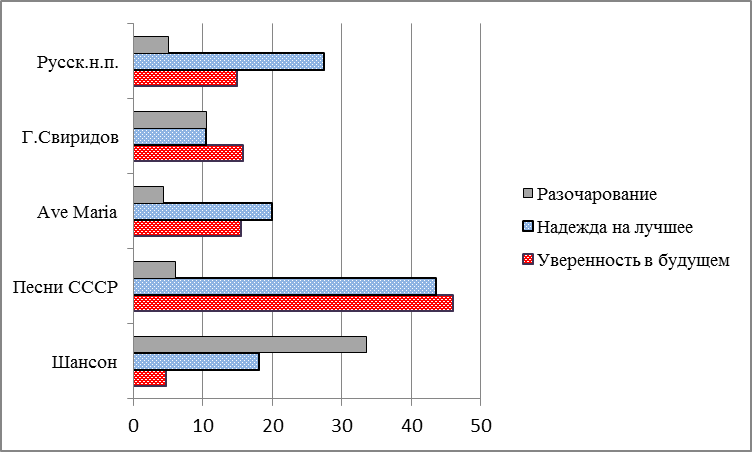 Русск.н.п.
Г.Свиридов
Ave Maria
Песни СССР
Шансон
0 10 20 30 40 50
Разочарование
Надежда на лучшее
Уверенность в будущем